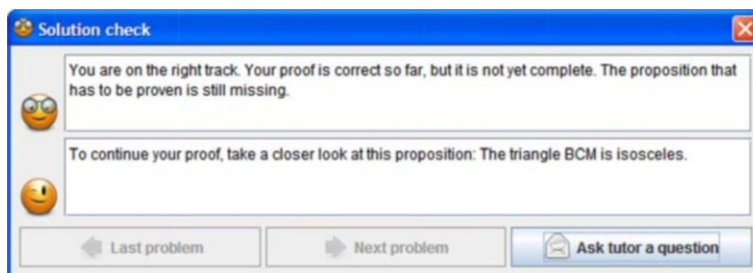 Solution check
You are on the right track. Your proof is correct so far, but it is not yet complete. The proposition that
has to be proven is still missing.
To continue your proof, take a closer look at this proposition: The triangle BCM is isosceles.
Last problem
Next problem
Ask tutor a question